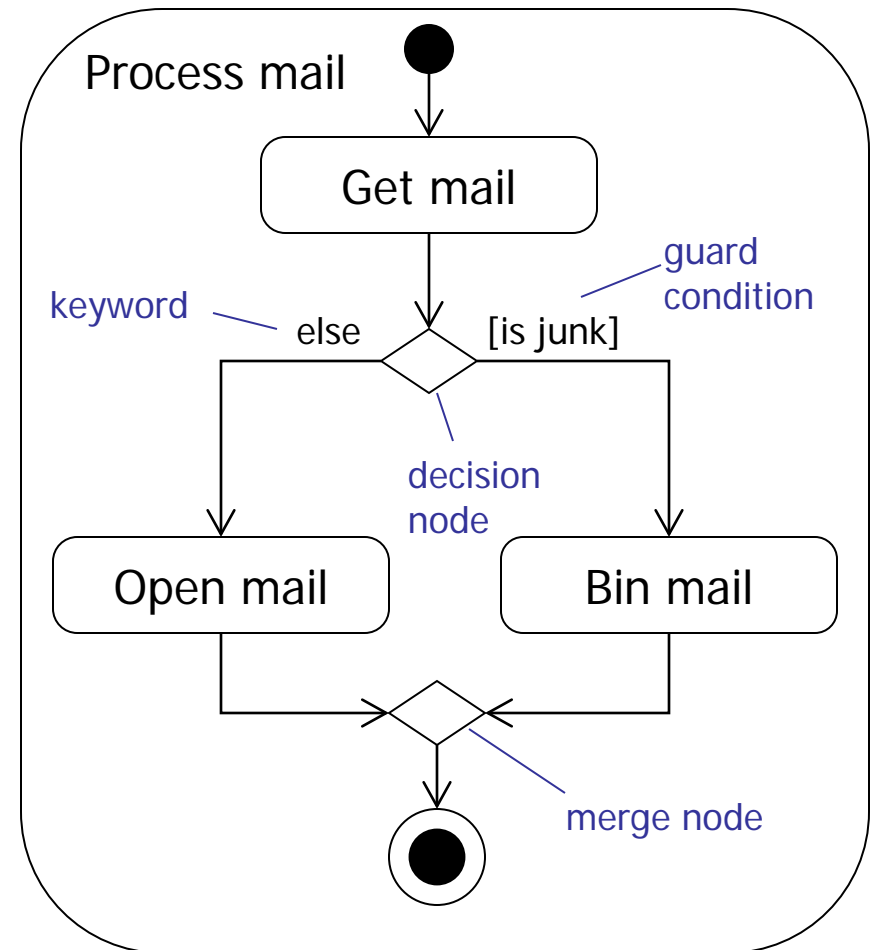 Process mail
Get mail
guard
condition
keyword
else
[is junk]
decision
node
Open mail
Bin mail
merge node